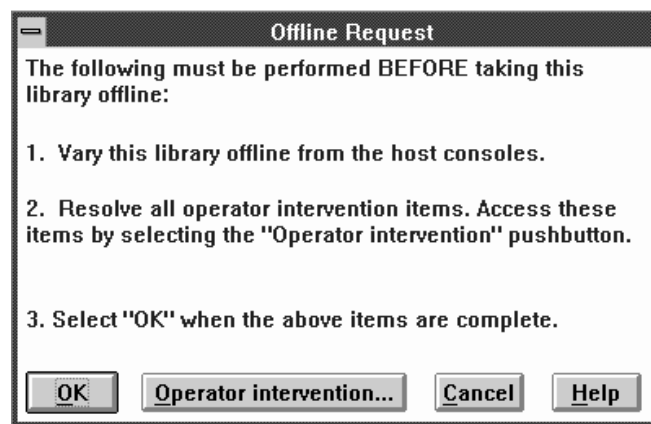 Offline Request
The following must be performed BEFORE taking this
library offline:
1. Vary this library offline from the host consoles.
2. Resolve all operator intervention items. Access these
items by selecting the "Operator intervention" pushbutton.
3. Select "OK" when the above items are complete.
OK Operator intervention... Cancel Help